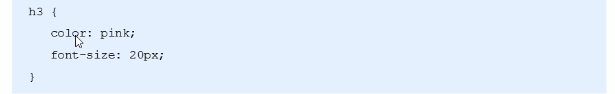 h3 {
color: pink;
font-size: 20px;
}